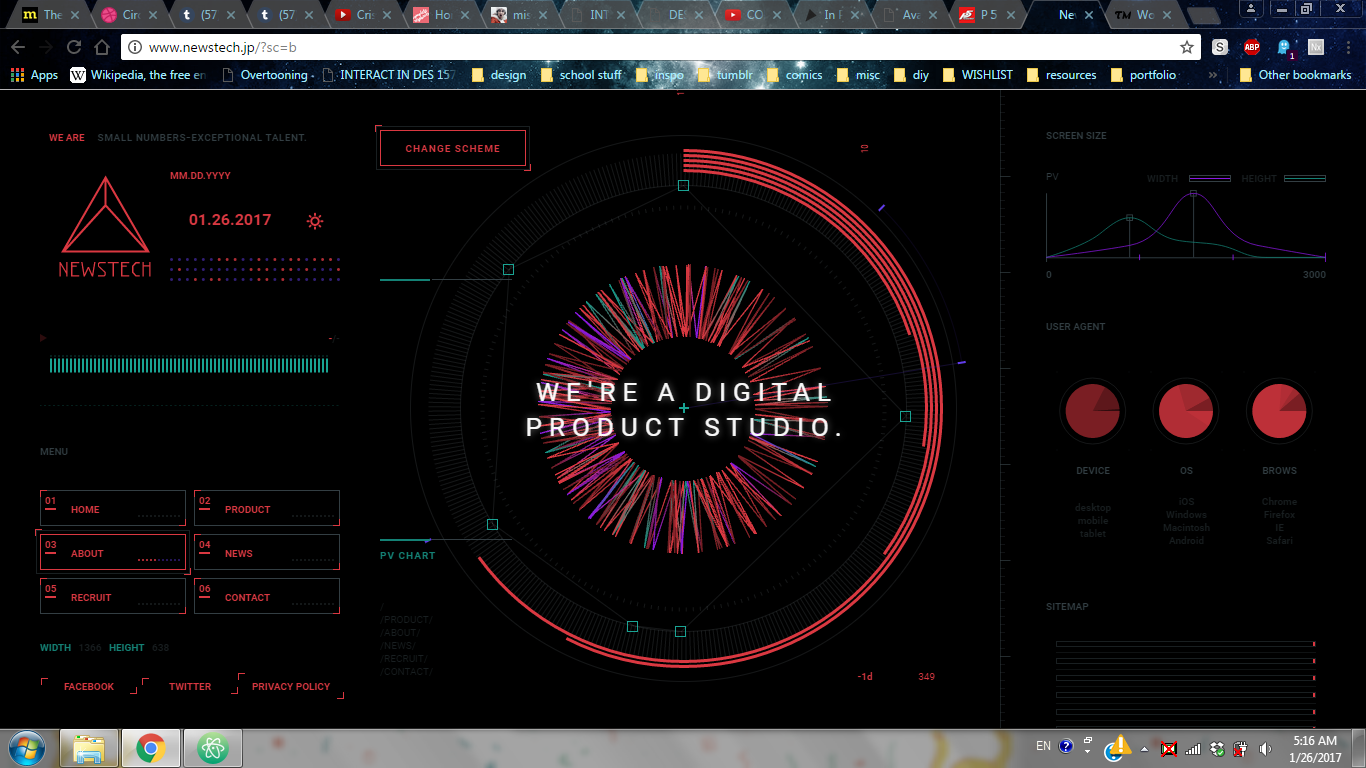 The
Cir
(57
(57
Cris
Ho
mis
INT
DE
CO
In F
Ava
P 5
Ne
Wo
www.newstech.jp/?sc=b
S
ABP
1
Nx
Apps
Wikipedia, the free en
Overtooning -
INTERACT IN DES 157
design
school stuff
inspo
tumblr
comics
misc
diy
WISHLIST
resources
portfolio
»
Other bookmarks
WE ARE SMALL NUMBERS-EXCEPTIONAL TALENT.
MM.DD.YYYY
01.26.2017
NEWSTECH
CHANGE SCHEME
10
WE'RE A DIGITAL
PRODUCT STUDIO.
MENU
01 HOME
02 PRODUCT
03 ABOUT
04 NEWS
05 RECRUIT
06 CONTACT
WIDTH 1366 HEIGHT 638
FACEBOOK
TWITTER
PRIVACY POLICY
PV CHART
/
/PRODUCT/
/ABOUT/
/NEWS/
/RECRUIT/
/CONTACT/
-1d 349
SCREEN SIZE
PV WIDTH HEIGHT
0 3000
USER AGENT
DEVICE
desktop
mobile
tablet
OS
iOS
Windows
Macintosh
Android
BROWS
Chrome
Firefox
IE
Safari
SITEMAP
EN
5:16 AM
1/26/2017